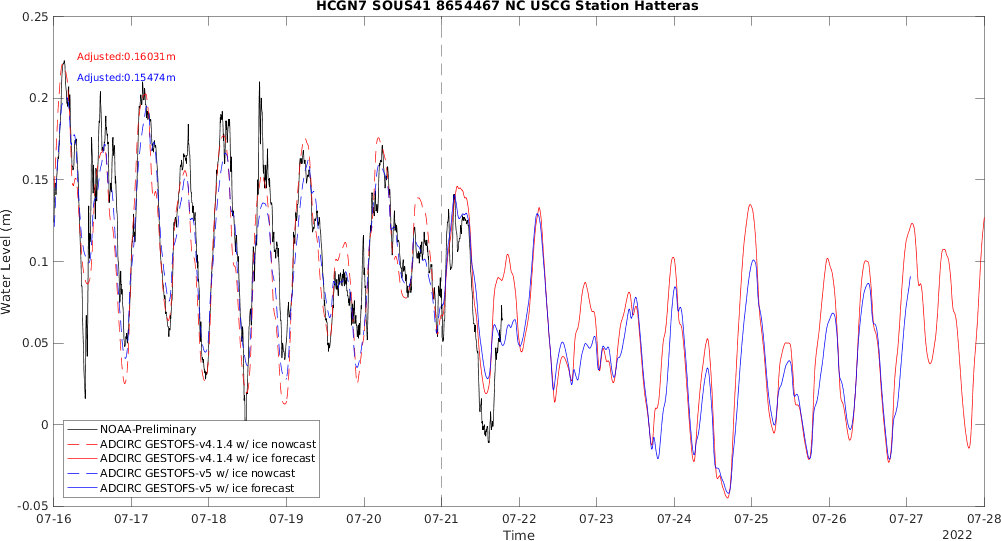 HCGN7 SOUS41 8654467 NC USCG Station Hatteras
0.25
0.2
0.15
0.1
0.05
0
-0.05
Water Level (m)
Adjusted:0.16031m
Adjusted:0.15474m
NOAA-Preliminary
ADCIRC GESTOFS-v4.1.4 w/ ice nowcast
ADCIRC GESTOFS-v4.1.4 w/ ice forecast
ADCIRC GESTOFS-v5 w/ ice nowcast
ADCIRC GESTOFS-v5 w/ ice forecast
07-16 07-17 07-18 07-19 07-20 07-21 07-22 07-23 07-24 07-25 07-26 07-27 07-28
Time
2022